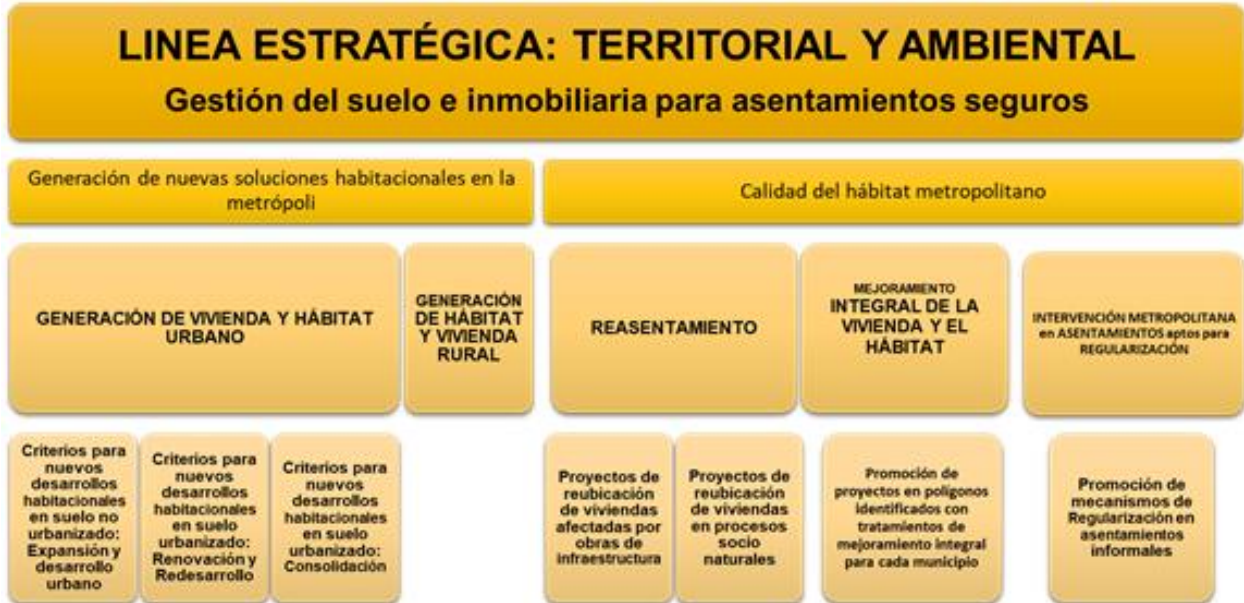 LINEA ESTRATÉGICA: TERRITORIAL Y AMBIENTAL
Gestión del suelo e inmobiliaria para asentamientos seguros
Generación de nuevas soluciones habitacionales en la
metrópoli
Calidad del hábitat metropolitano
GENERACIÓN DE VIVIENDA Y HÁBITAT
URBANO
GENERACIÓN
DE HÁBITAT
Y VIVIENDA
RURAL
REASENTAMIENTO
MEJORAMIENTO
INTEGRAL DE LA
VIVIENDA Y EL
HÁBITAT
INTERVENCIÓN METROPOLITANA
en ASENTAMIENTOS aptos para
REGULARIZACIÓN
Criterios para
nuevos
desarrollos
habitacionales
en suelo no
urbanizado:
Expansión y
desarrollo
urbano
Criterios para
nuevos
desarrollos
habitacionales
en suelo
urbanizado:
Renovación y
Redesarrollo
Criterios para
nuevos
desarrollos
habitacionales
en suelo
urbanizado:
Consolidación
Proyectos de
reubicación
de viviendas
afectadas por
obras de
infraestructura
Proyectos de
reubicación
de viviendas
en procesos
socio
naturales
Promoción de
proyectos en polígonos
identificados con
tratamientos de
mejoramiento integral
para cada municipio
Promoción de
mecanismos de
Regularización en
asentamientos
informales